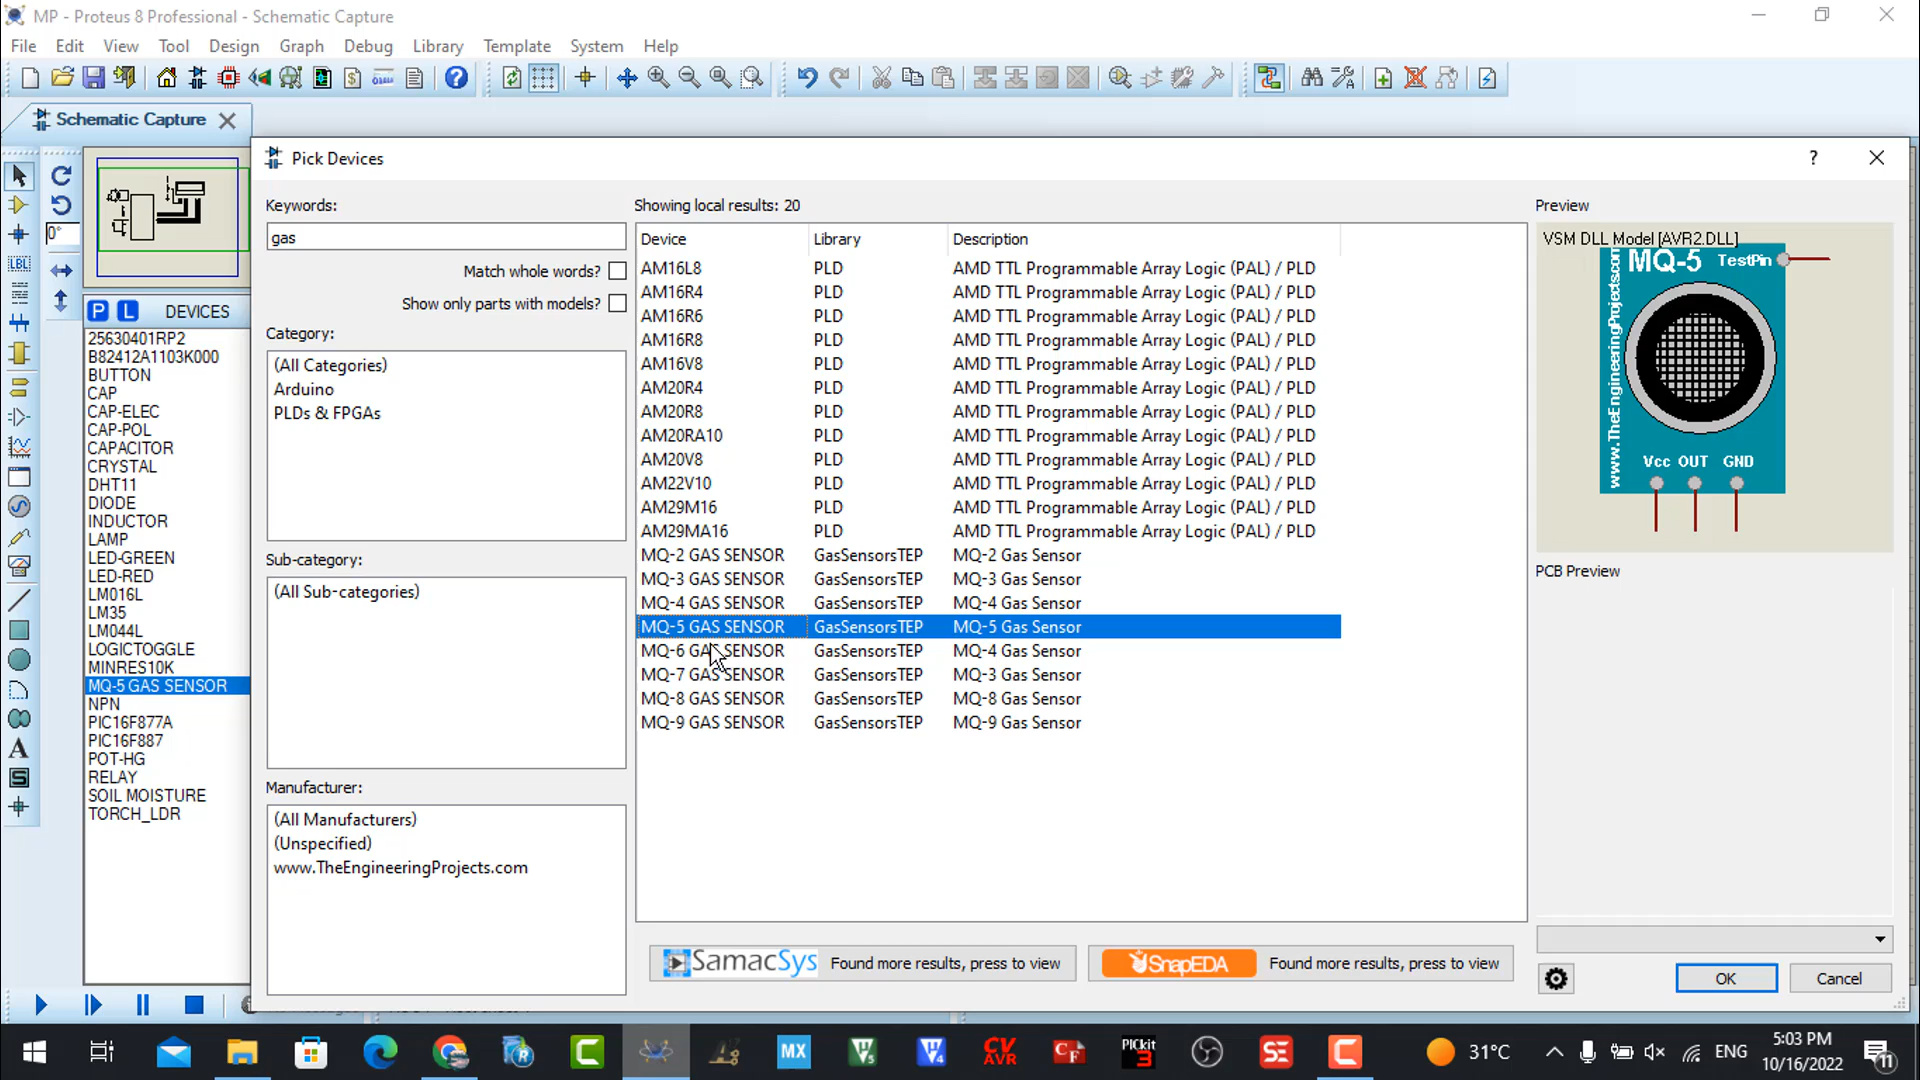 MP - Proteus 8 Professional - Schematic Capture
File Edit View Tool Design Graph Debug Library Template System Help
Schematic Capture
Pick Devices
Keywords:
gas
Match whole words?
Show only parts with models?
Category:
(All Categories)
Arduino
PLDs & FPGAs
Sub-category:
(All Sub-categories)
Manufacturer:
(All Manufacturers)
(Unspecified)
www.TheEngineeringProjects.com
Showing local results: 20
Device Library Description
AM16L8 PLD AMD TTL Programmable Array Logic (PAL) / PLD
AM16R4 PLD AMD TTL Programmable Array Logic (PAL) / PLD
AM16R6 PLD AMD TTL Programmable Array Logic (PAL) / PLD
AM16R8 PLD AMD TTL Programmable Array Logic (PAL) / PLD
AM16V8 PLD AMD TTL Programmable Array Logic (PAL) / PLD
AM20R4 PLD AMD TTL Programmable Array Logic (PAL) / PLD
AM20R8 PLD AMD TTL Programmable Array Logic (PAL) / PLD
AM20RA10 PLD AMD TTL Programmable Array Logic (PAL) / PLD
AM20V8 PLD AMD TTL Programmable Array Logic (PAL) / PLD
AM22V10 PLD AMD TTL Programmable Array Logic (PAL) / PLD
AM29M16 PLD AMD TTL Programmable Array Logic (PAL) / PLD
AM29MA16 PLD AMD TTL Programmable Array Logic (PAL) / PLD
MQ-2 GAS SENSOR GasSensorsTEP MQ-2 Gas Sensor
MQ-3 GAS SENSOR GasSensorsTEP MQ-3 Gas Sensor
MQ-4 GAS SENSOR GasSensorsTEP MQ-4 Gas Sensor
MQ-5 GAS SENSOR GasSensorsTEP MQ-5 Gas Sensor
MQ-6 GAS SENSOR GasSensorsTEP MQ-4 Gas Sensor
MQ-7 GAS SENSOR GasSensorsTEP MQ-3 Gas Sensor
MQ-8 GAS SENSOR GasSensorsTEP MQ-8 Gas Sensor
MQ-9 GAS SENSOR GasSensorsTEP MQ-9 Gas Sensor
SamacSys Found more results, press to view
SnapEDA Found more results, press to view
Preview
VSM DLL Model [AVR2.DLL]
MQ-5 TestPin
www.TheEngineeringProjects.com
Vcc OUT GND
PCB Preview
OK Cancel
0°
LBL
P L DEVICES
25630401RP2
B82412A1103K000
BUTTON
CAP
CAP-ELEC
CAP-POL
CAPACITOR
CRYSTAL
DHT11
DIODE
INDUCTOR
LAMP
LED-GREEN
LED-RED
LM016L
LM35
LM044L
LOGICTOGGLE
MINRES10K
MQ-5 GAS SENSOR
NPN
PIC16F877A
PIC16F887
POT-HG
RELAY
SOIL MOISTURE
TORCH_LDR
A
S
MX
CV
AVR
CF
PICkit
3
SE
31°C
ENG
5:03 PM
10/16/2022
11